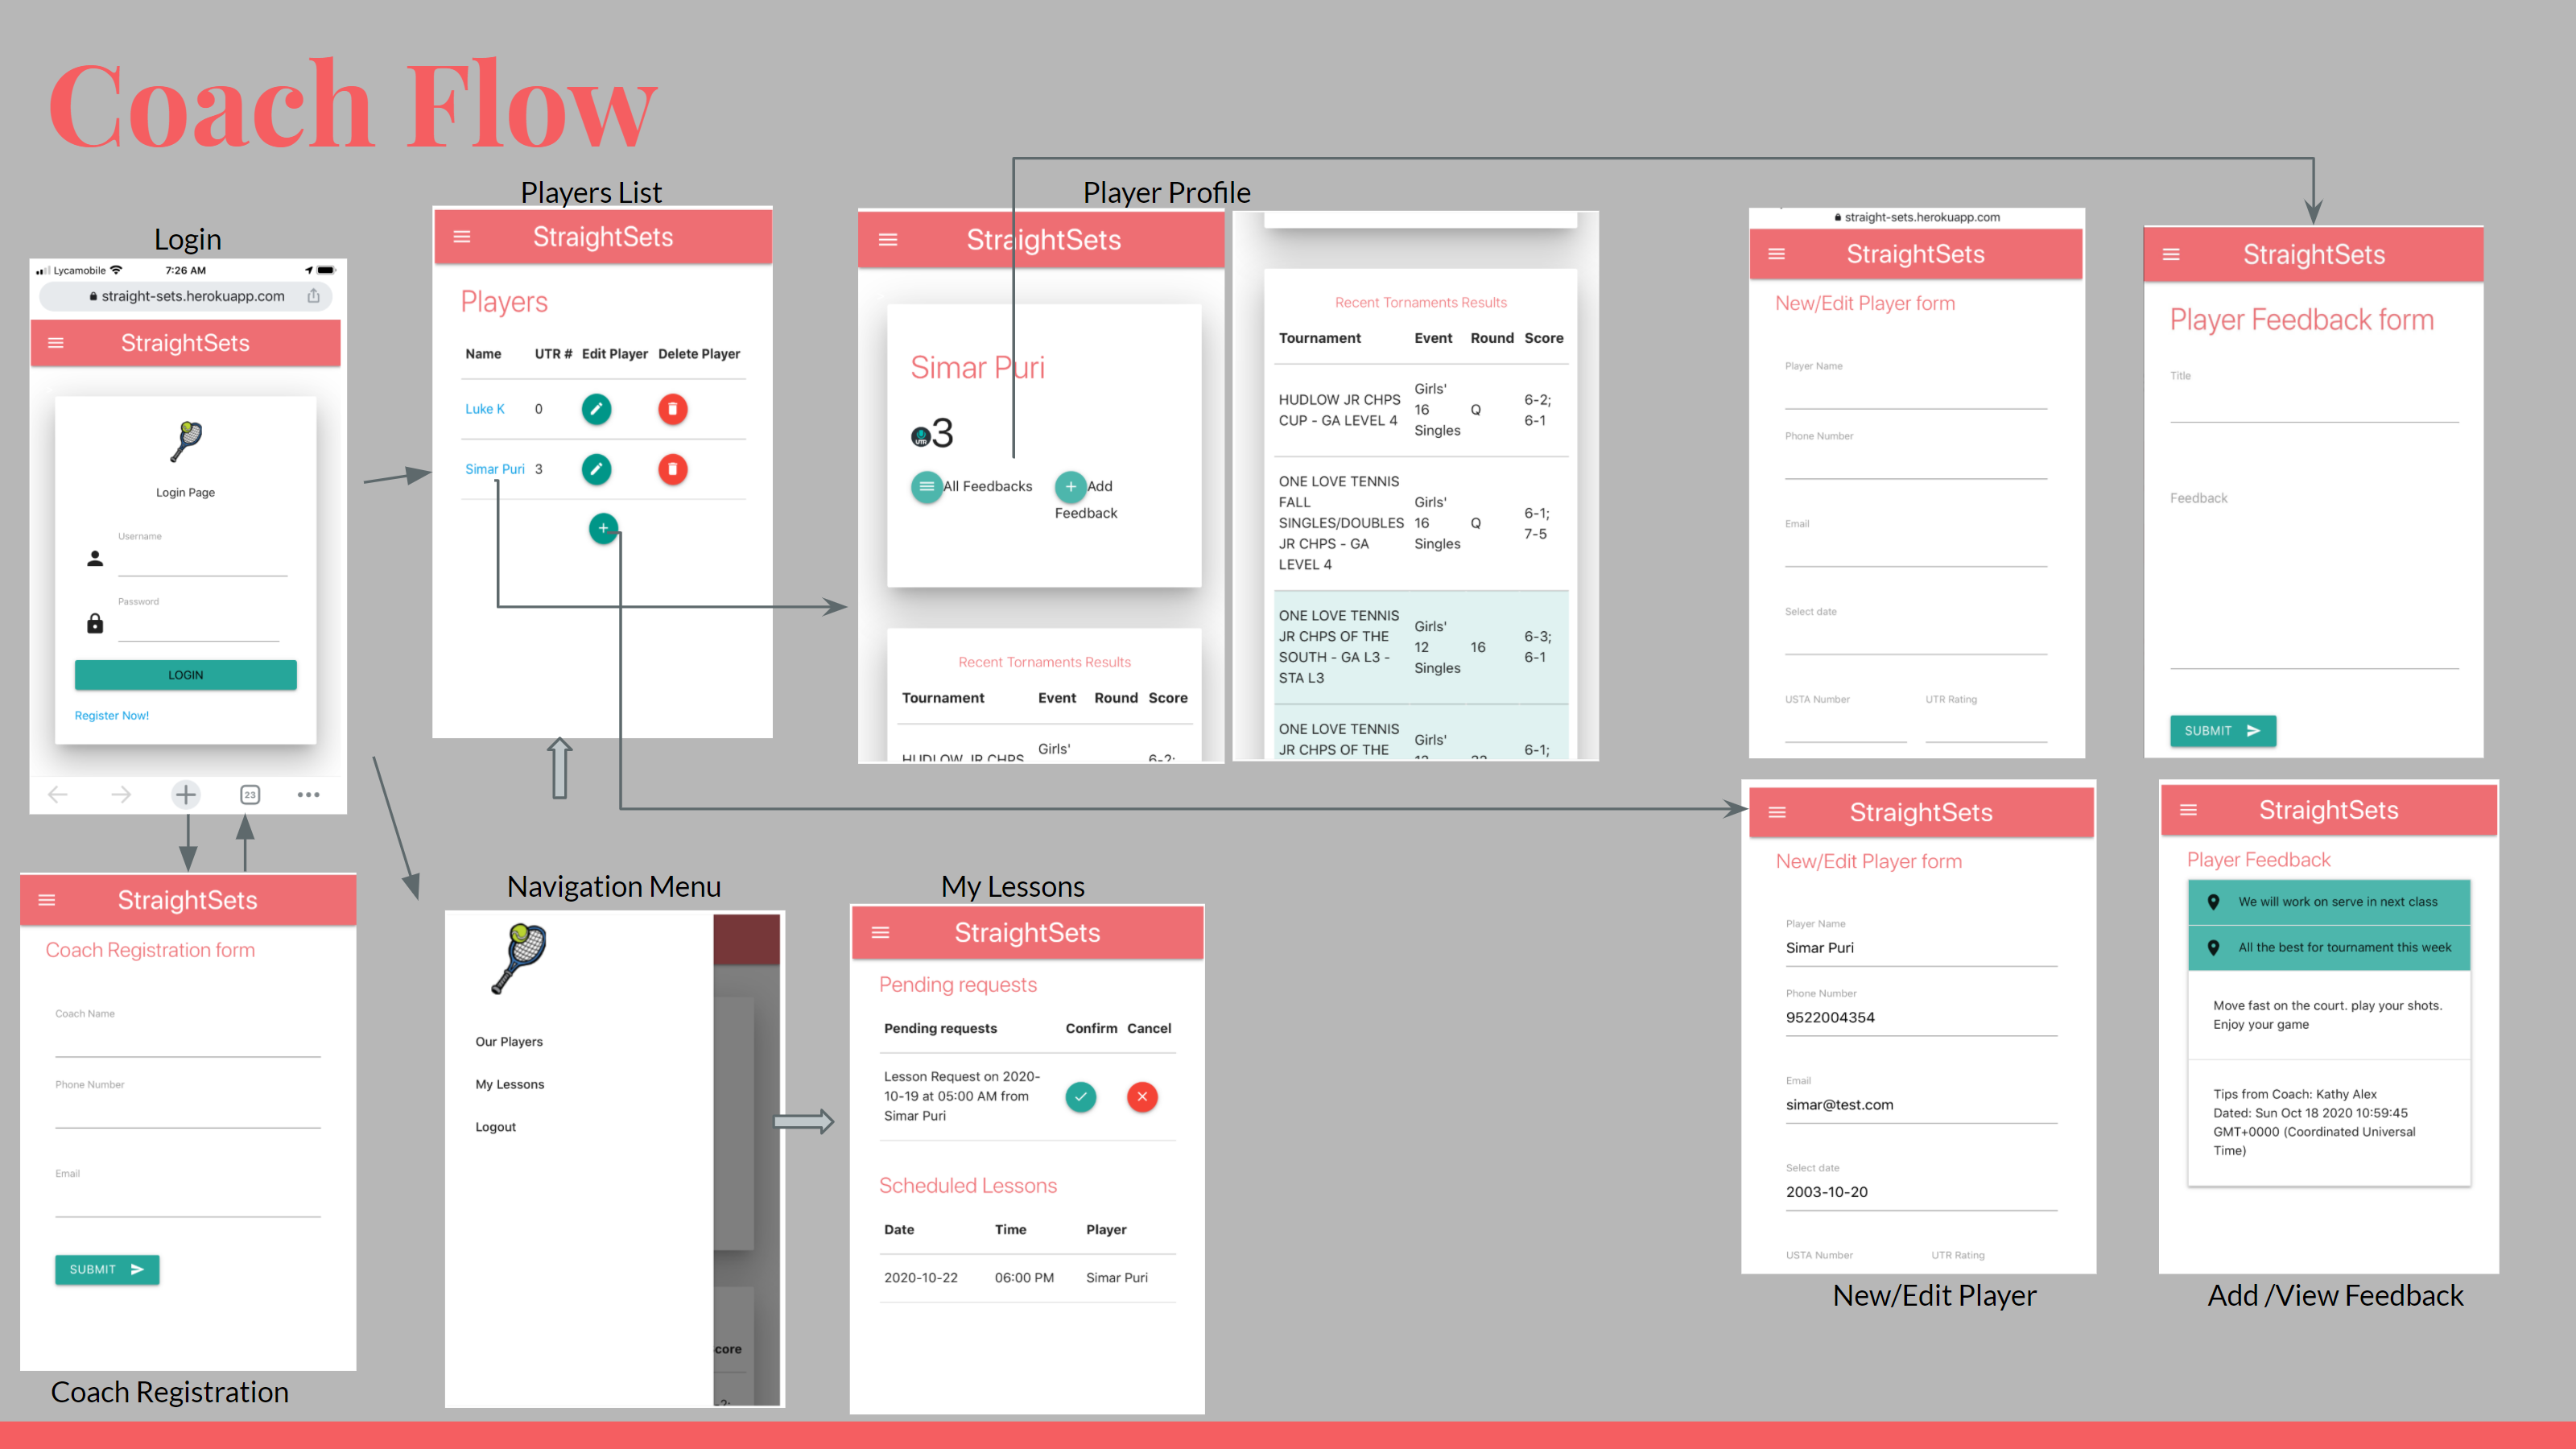 Coach Flow
Login
Lycamobile
7:26 AM
straight-sets.herokuapp.com
StraightSets
Login Page
Username
Password
LOGIN
Register Now!
23
StraightSets
Coach Registration form
Coach Name
Phone Number
Email
SUBMIT
Coach Registration
Players List
StraightSets
Players
Name UTR # Edit Player Delete Player
Luke K 0
Simar Puri 3
Navigation Menu
Our Players
My Lessons
Logout
core
Player Profile
StraightSets
Simar Puri
UTR 3
All Feedbacks Add
Feedback
Recent Tornaments Results
Tournament Event Round Score
Girls'
HUDLOW JR CHPS 6-2;
Recent Tornaments Results
Tournament Event Round Score
HUDLOW JR CHPS
CUP - GA LEVEL 4
Girls'
16
Singles
Q
6-2;
6-1
ONE LOVE TENNIS
FALL
SINGLES/DOUBLES
JR CHPS - GA
LEVEL 4
Girls'
16
Singles
Q
6-1;
7-5
ONE LOVE TENNIS
JR CHPS OF THE
SOUTH - GA L3 -
STA L3
Girls'
12
Singles
16
6-3;
6-1
ONE LOVE TENNIS
JR CHPS OF THE
Girls'
12
32
6-1;
My Lessons
StraightSets
Pending requests
Pending requests Confirm Cancel
Lesson Request on 2020-
10-19 at 05:00 AM from
Simar Puri
Scheduled Lessons
Date Time Player
2020-10-22 06:00 PM Simar Puri
straight-sets.herokuapp.com
StraightSets
New/Edit Player form
Player Name
Phone Number
Email
Select date
USTA Number UTR Rating
StraightSets
New/Edit Player form
Player Name
Simar Puri
Phone Number
9522004354
Email
simar@test.com
Select date
2003-10-20
USTA Number UTR Rating
New/Edit Player
StraightSets
Player Feedback form
Title
Feedback
SUBMIT
StraightSets
Player Feedback
We will work on serve in next class
All the best for tournament this week
Move fast on the court. play your shots.
Enjoy your game
Tips from Coach: Kathy Alex
Dated: Sun Oct 18 2020 10:59:45
GMT+0000 (Coordinated Universal
Time)
Add /View Feedback